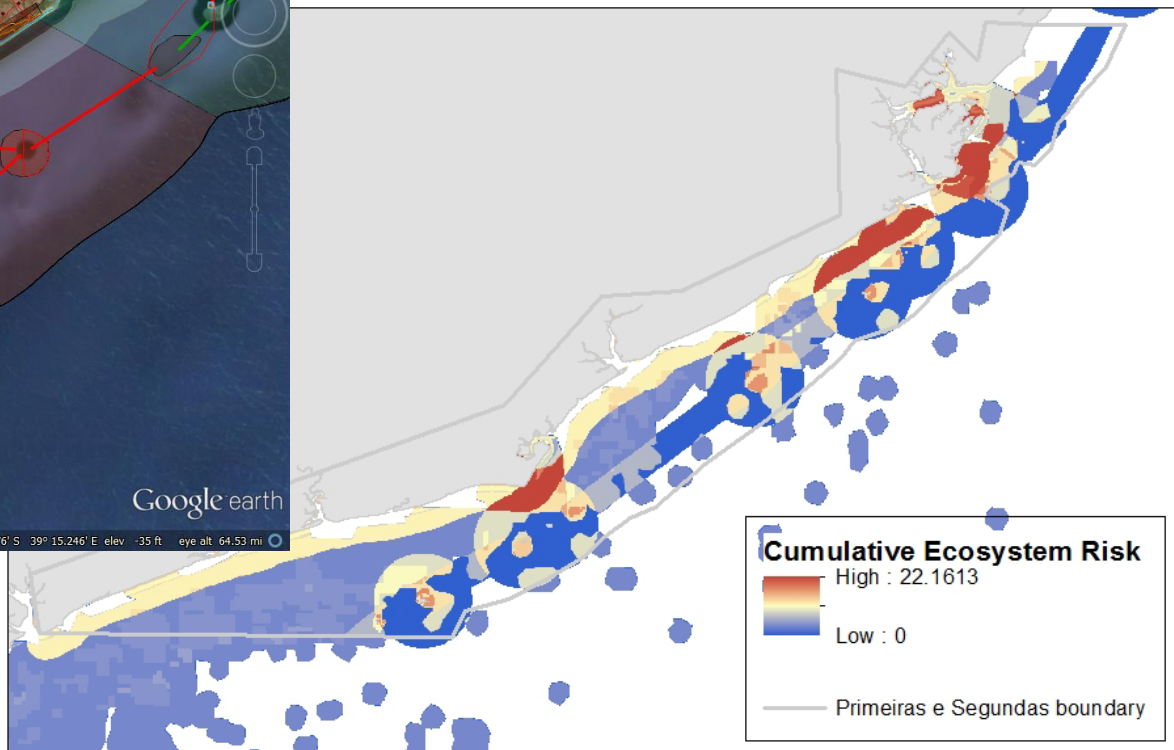 Google earth
6' S 39° 15.246' E elev -35 ft eye alt 64.53 mi
Cumulative Ecosystem Risk
High : 22.1613
Low : 0
Primeiras e Segundas boundary